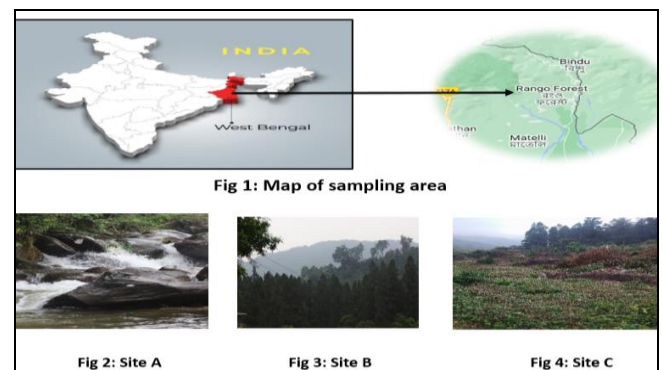 INDIA
West Bengal
Bindu
বিন্দু
Rango Forest
Matelli
Fig 1: Map of sampling area
Fig 2: Site A
Fig 3: Site B
Fig 4: Site C